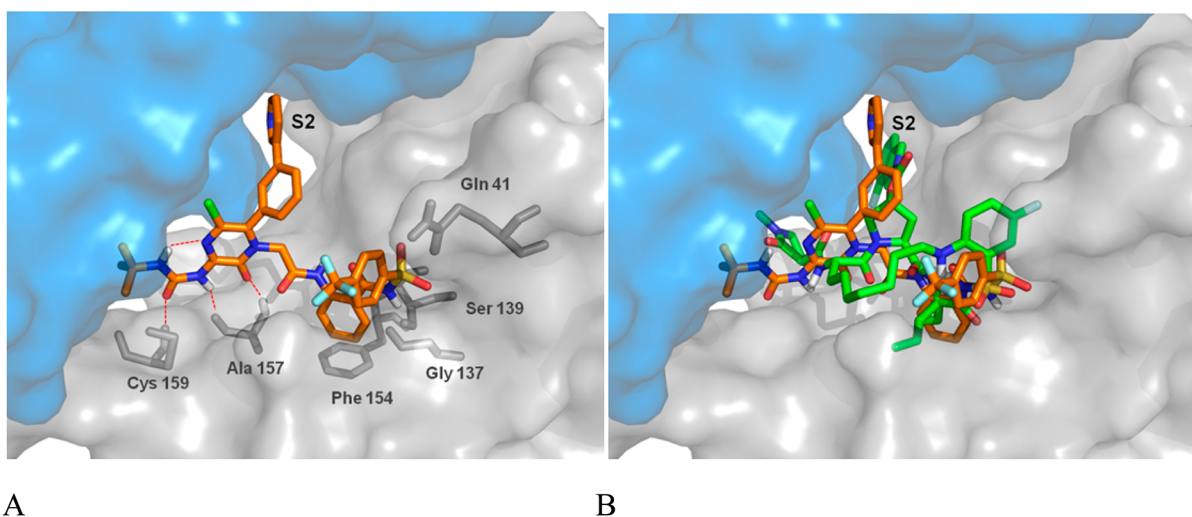 S2
Gln 41
Ser 139
Gly 137
Phe 154
Ala 157
Cys 159
S2
A
B